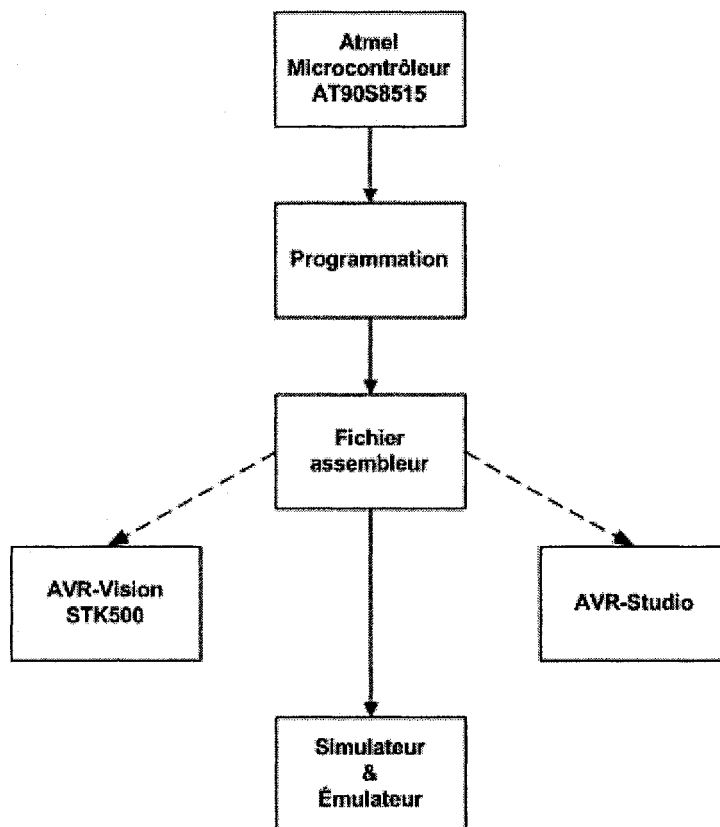 Atmel
Microcontrôleur
AT90S8515
Programmation
Fichier
assembleur
AVR-Vision
STK500
AVR-Studio
Simulateur
&
Émulateur